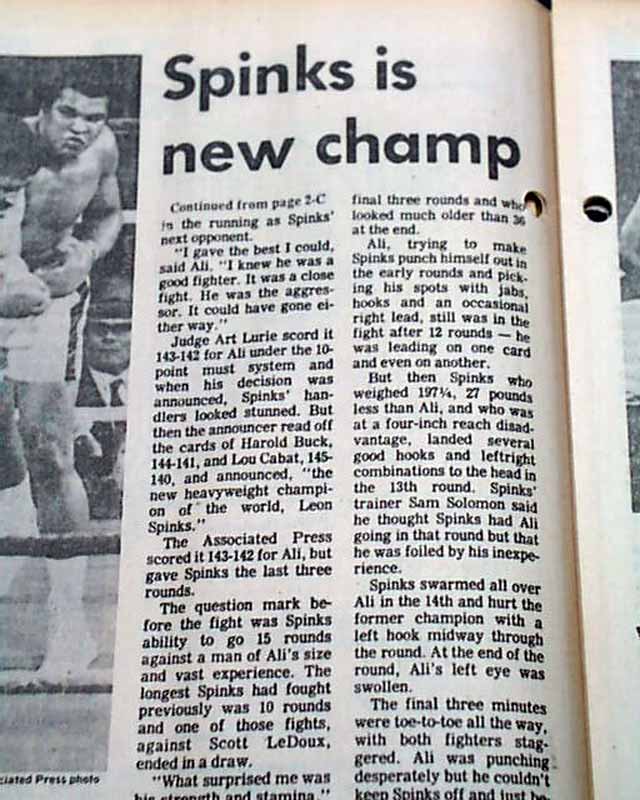 Spinks is
new champ
Continued from page 2-C
in the running as Spinks'
next opponent.
"I gave the best I could,
said Ali. "I knew he was a
good fighter. It was a close
fight. He was the aggres-
sor. It could have gone ei-
ther way."
Judge Art Lurie scord it
143-142 for Ali under the 10-
point must system and
when his decision was
announced, Spinks' han-
dlers looked stunned. But
then the announcer read off
the cards of Harold Buck,
144-141, and Lou Cabat, 145-
140, and announced, "the
new heavyweight champi-
on of the world, Leon
Spinks."
The Associated Press
scored it 143-142 for Ali, but
gave Spinks the last three
rounds.
The question mark be-
fore the fight was Spinks
ability to go 15 rounds
against a man of Ali's size
and vast experience. The
longest Spinks had fought
previously was 10 rounds
and one of those fights,
against Scott LeDoux,
ended in a draw.
"What surprised me was
his strength and stamina,"
final three rounds and who
looked much older than 36
at the end.
Ali, trying to make
Spinks punch himself out in
the early rounds and pick-
ing his spots with jabs,
hooks and an occasional
right lead, still was in the
fight after 12 rounds — he
was leading on one card
and even on another.
But then Spinks who
weighed 197¼, 27 pounds
less than Ali, and who was
at a four-inch reach disad-
vantage, landed several
good hooks and leftright
combinations to the head in
the 13th round. Spinks'
trainer Sam Solomon said
he thought Spinks had Ali
going in that round but that
he was foiled by his inexpe-
rience.
Spinks swarmed all over
Ali in the 14th and hurt the
former champion with a
left hook midway through
the round. At the end of the
round, Ali's left eye was
swollen.
The final three minutes
were toe-to-toe all the way,
with both fighters stag-
gered. Ali was punching
desperately but he couldn't
keep Spinks off and just be-
ciated Press photo